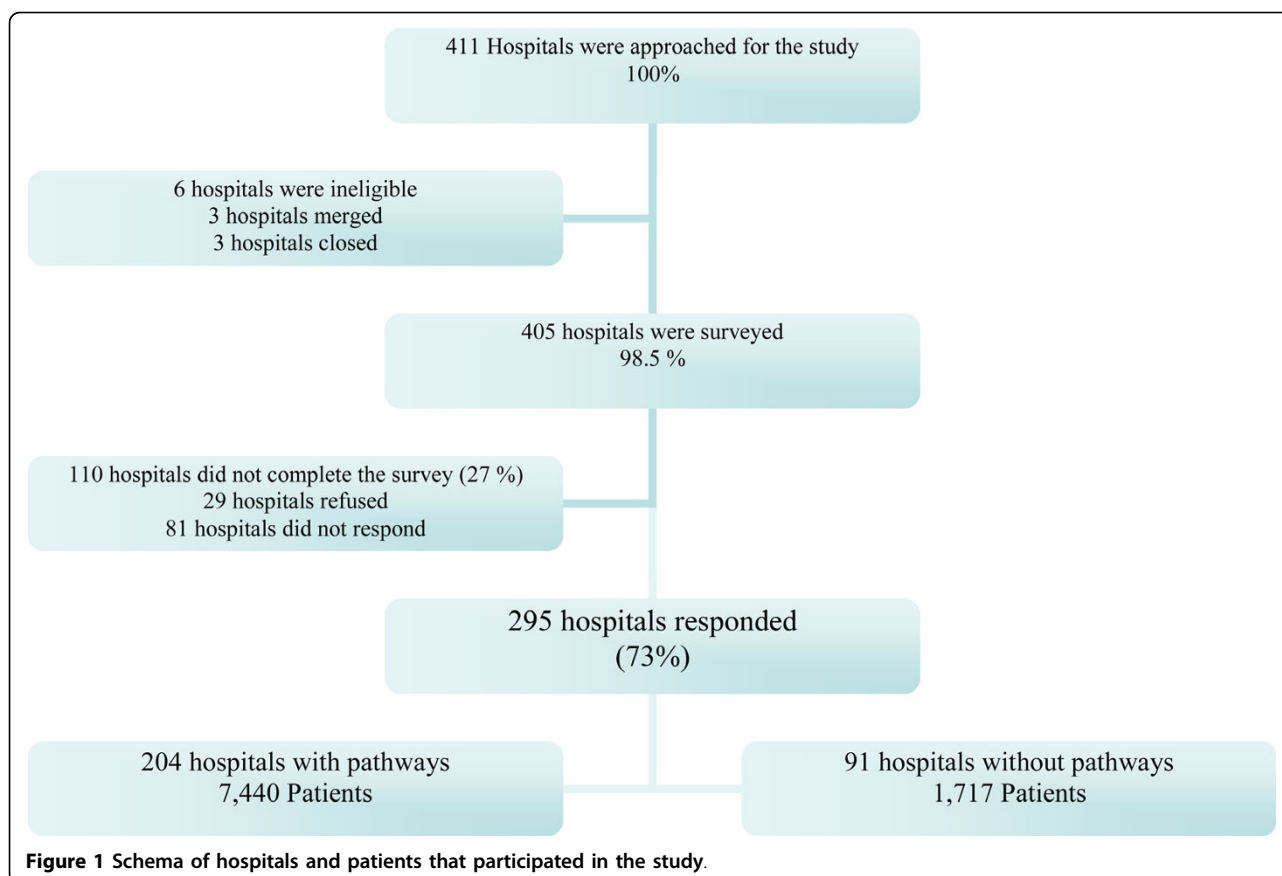 411 Hospitals were approached for the study
100%
6 hospitals were ineligible
3 hospitals merged
3 hospitals closed
405 hospitals were surveyed
98.5 %
110 hospitals did not complete the survey (27 %)
29 hospitals refused
81 hospitals did not respond
295 hospitals responded
(73%)
204 hospitals with pathways
7,440 Patients
91 hospitals without pathways
1,717 Patients
Figure 1 Schema of hospitals and patients that participated in the study.